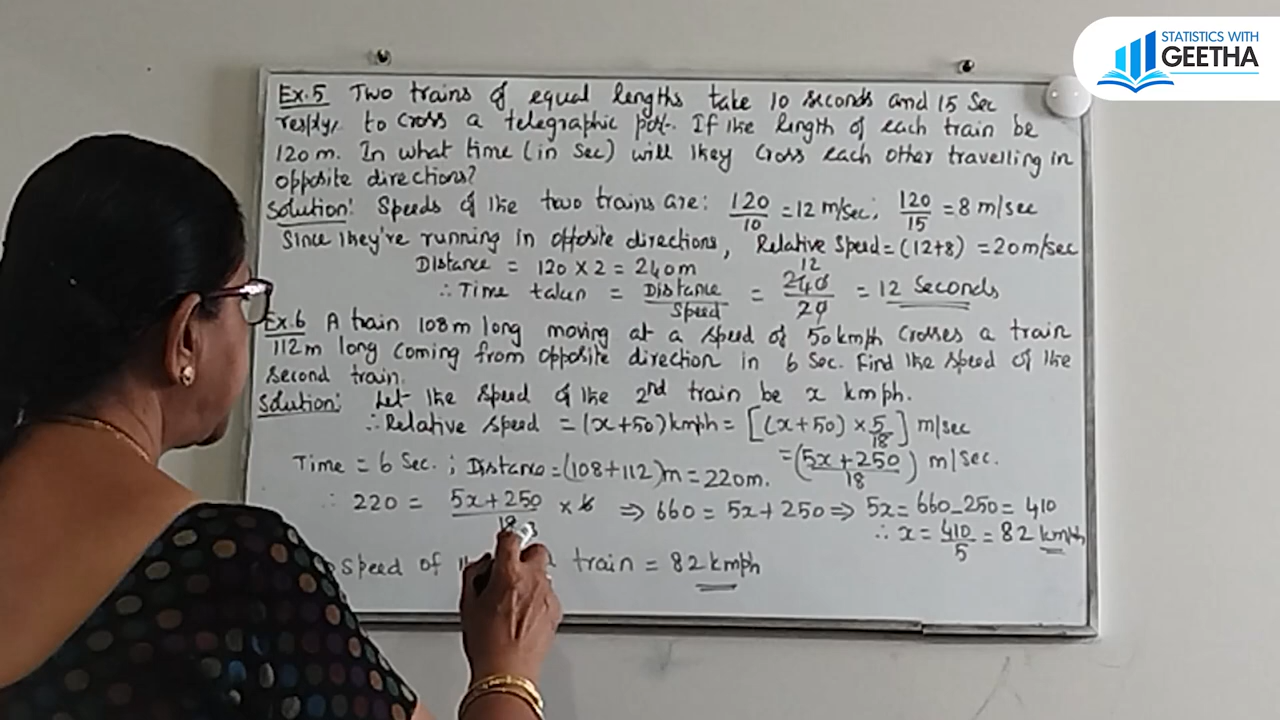 STATISTICS WITH
GEETHA
Ex.5 Two trains of equal lengths take 10 seconds and 15 Sec
resply, to cross a telegraphic post. If the length of each train be
120 m. In what time (in Sec) will they cross each other travelling in
opposite directions?
Solution: Speeds of the two trains are: 120/10 = 12 m/sec; 120/15 = 8 m/sec
Since they're running in opposite directions, Relative Speed = (12+8) = 20m/sec
Distance = 120 × 2 = 240m
∴ Time taken = Distance/Speed = 240/20 12 = 12 Seconds
Ex.6 A train 108m long moving at a speed of 50 kmph crosses a train
112m long coming from opposite direction in 6 Sec. Find the speed of the
second train.
Solution: Let the speed of the 2nd train be x kmph.
∴ Relative speed = (x+50) kmph = [(x+50) × 5/18] m/sec
= (5x+250/18) m/sec.
Time = 6 Sec. ; Distance = (108+112)m = 220m.
∴ 220 = 5x+250/18 3 × 6 ⇒ 660 = 5x+250 ⇒ 5x = 660-250 = 410
∴ x = 410/5 = 82 kmph
speed of train = 82 kmph